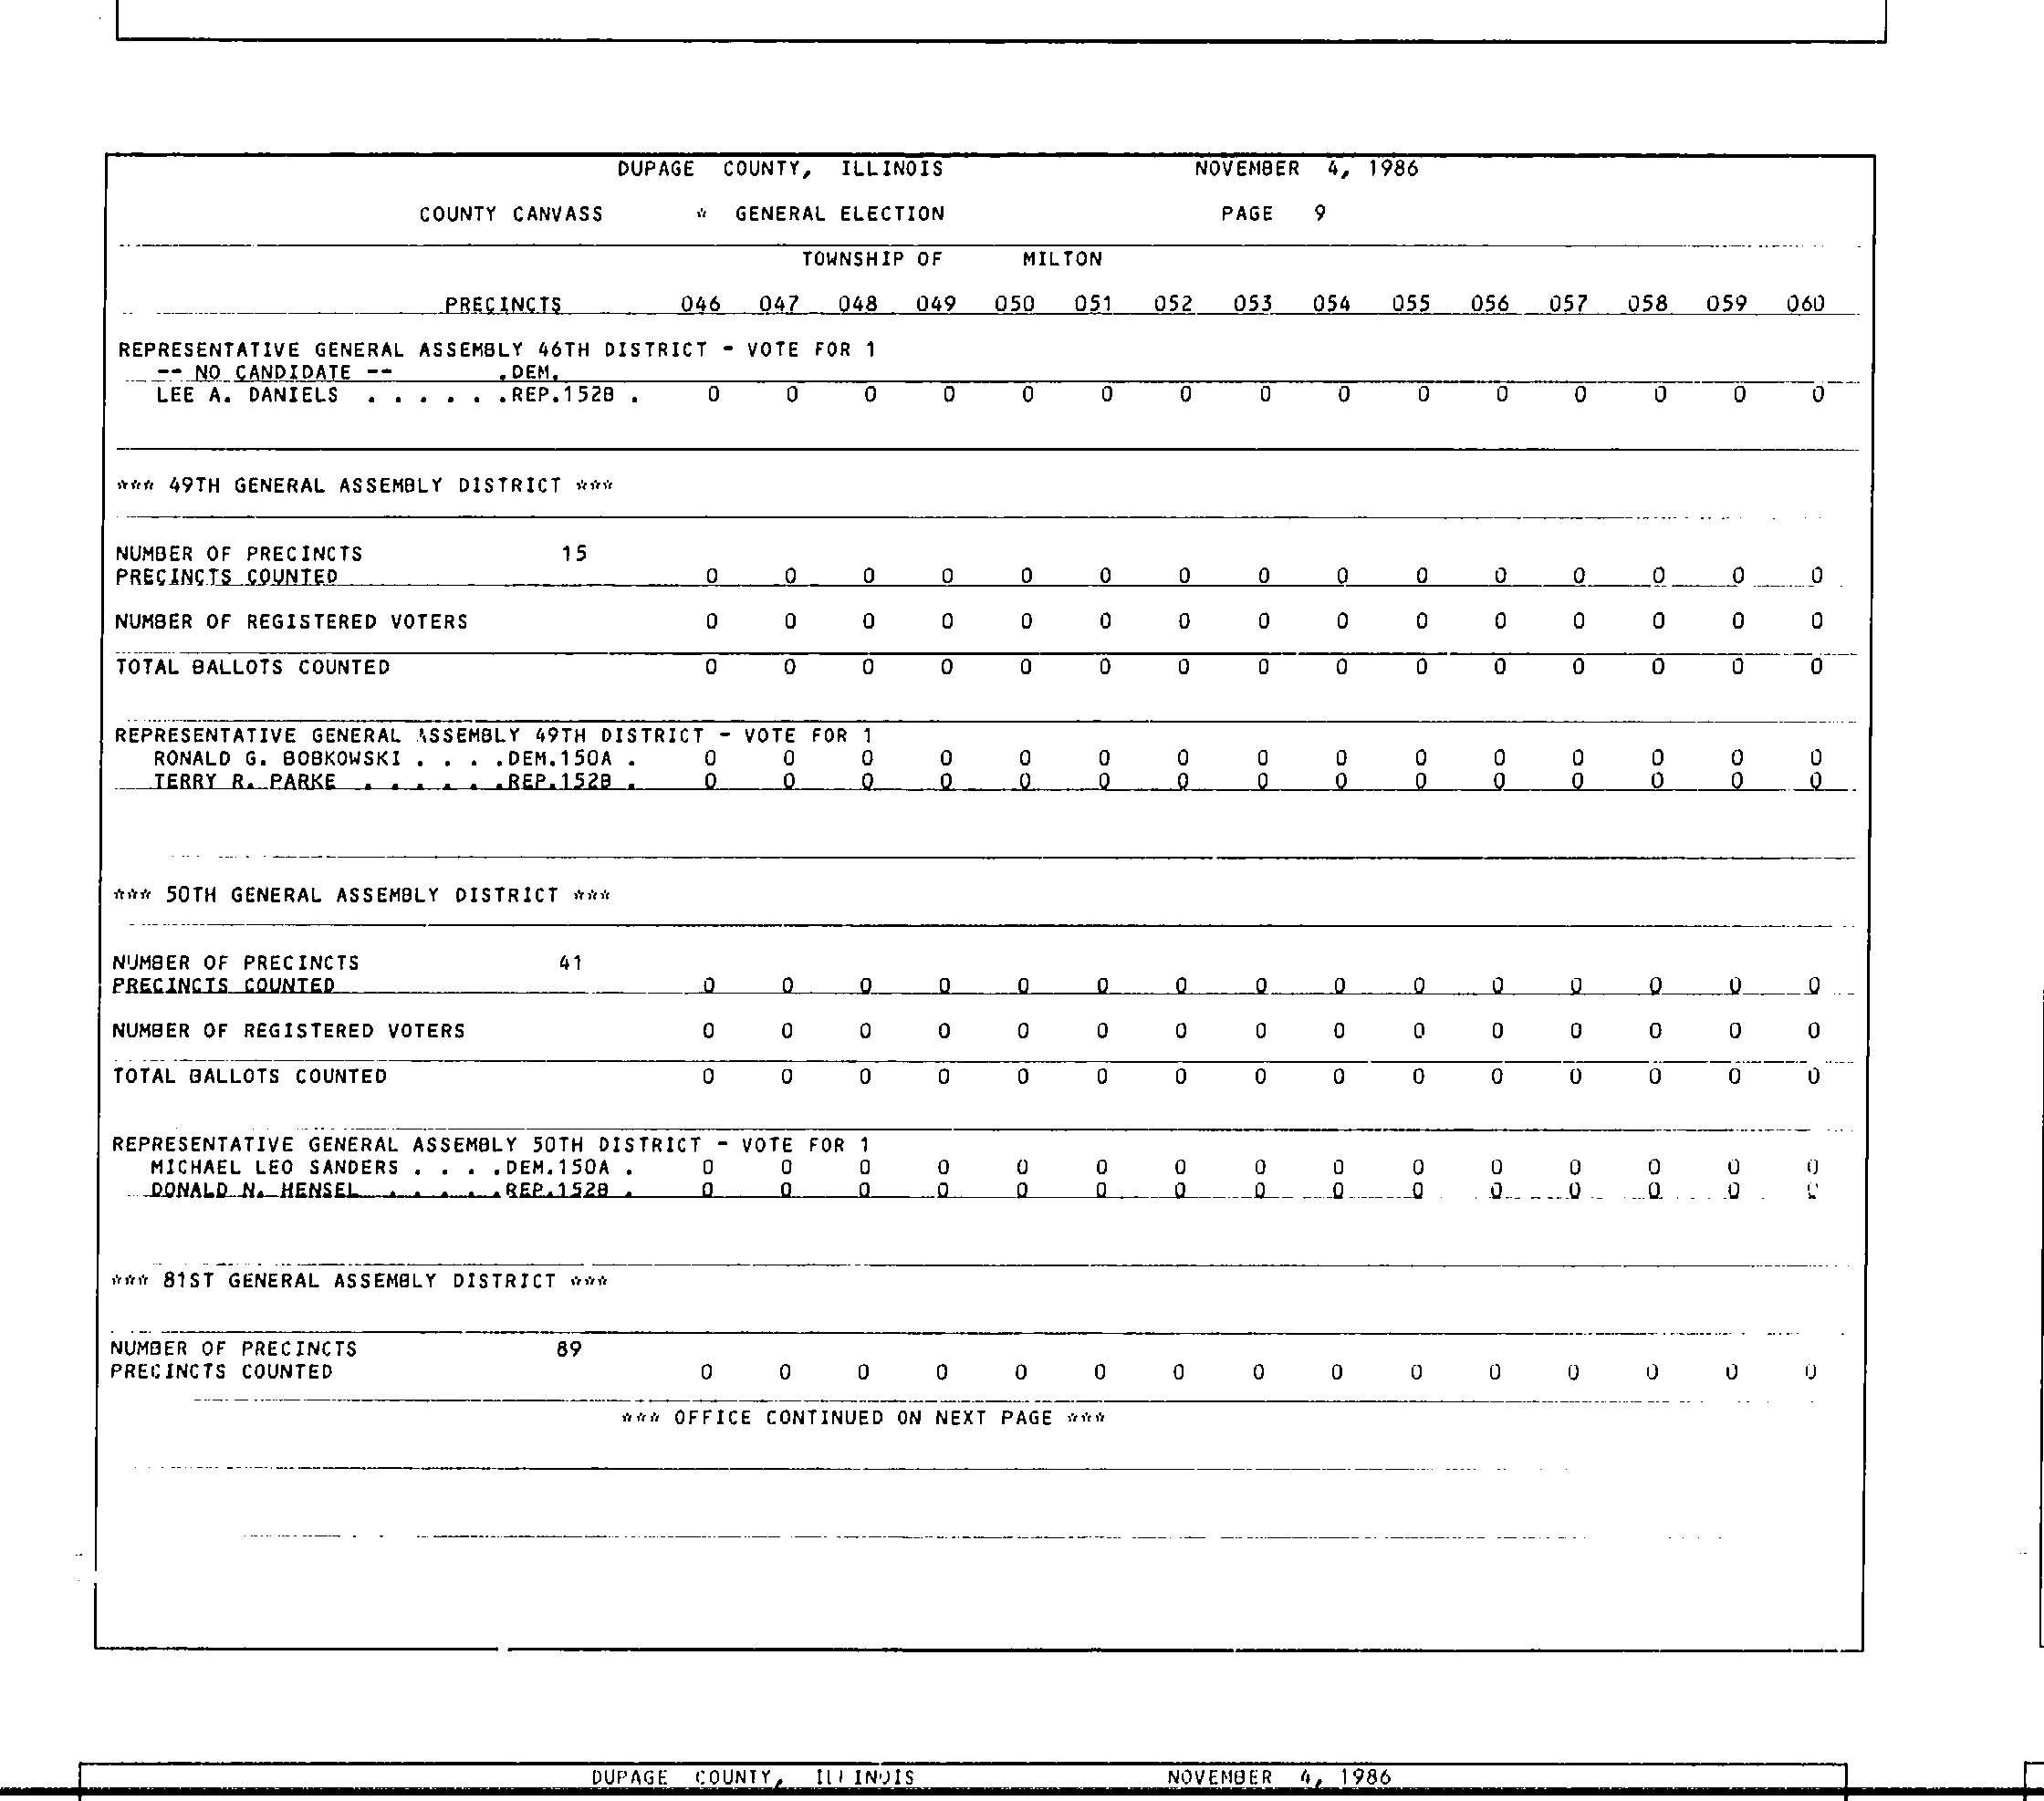 DUPAGE COUNTY, ILLINOIS NOVEMBER 4, 1986
COUNTY CANVASS * GENERAL ELECTION PAGE 9
TOWNSHIP OF MILTON
PRECINCTS 046 047 048 049 050 051 052 053 054 055 056 057 058 059 060
REPRESENTATIVE GENERAL ASSEMBLY 46TH DISTRICT - VOTE FOR 1
-- NO CANDIDATE -- .DEM.
LEE A. DANIELS . . . . . .REP.152B . 0 0 0 0 0 0 0 0 0 0 0 0 0 0 0
*** 49TH GENERAL ASSEMBLY DISTRICT ***
NUMBER OF PRECINCTS 15
PRECINCTS COUNTED 0 0 0 0 0 0 0 0 0 0 0 0 0 0 0
NUMBER OF REGISTERED VOTERS 0 0 0 0 0 0 0 0 0 0 0 0 0 0 0
TOTAL BALLOTS COUNTED 0 0 0 0 0 0 0 0 0 0 0 0 0 0 0
REPRESENTATIVE GENERAL ASSEMBLY 49TH DISTRICT - VOTE FOR 1
RONALD G. BOBKOWSKI . . . .DEM.150A . 0 0 0 0 0 0 0 0 0 0 0 0 0 0 0
TERRY R. PARKE . . . . . .REP.152B . 0 0 0 0 0 0 0 0 0 0 0 0 0 0 0
*** 50TH GENERAL ASSEMBLY DISTRICT ***
NUMBER OF PRECINCTS 41
PRECINCTS COUNTED 0 0 0 0 0 0 0 0 0 0 0 0 0 0 0
NUMBER OF REGISTERED VOTERS 0 0 0 0 0 0 0 0 0 0 0 0 0 0 0
TOTAL BALLOTS COUNTED 0 0 0 0 0 0 0 0 0 0 0 0 0 0 0
REPRESENTATIVE GENERAL ASSEMBLY 50TH DISTRICT - VOTE FOR 1
MICHAEL LEO SANDERS . . . .DEM.150A . 0 0 0 0 0 0 0 0 0 0 0 0 0 0 0
DONALD N. HENSEL . . . . .REP.152B . 0 0 0 0 0 0 0 0 0 0 0 0 0 0 0
*** 81ST GENERAL ASSEMBLY DISTRICT ***
NUMBER OF PRECINCTS 89
PRECINCTS COUNTED 0 0 0 0 0 0 0 0 0 0 0 0 0 0 0
*** OFFICE CONTINUED ON NEXT PAGE ***
DUPAGE COUNTY, ILLINOIS NOVEMBER 4, 1986